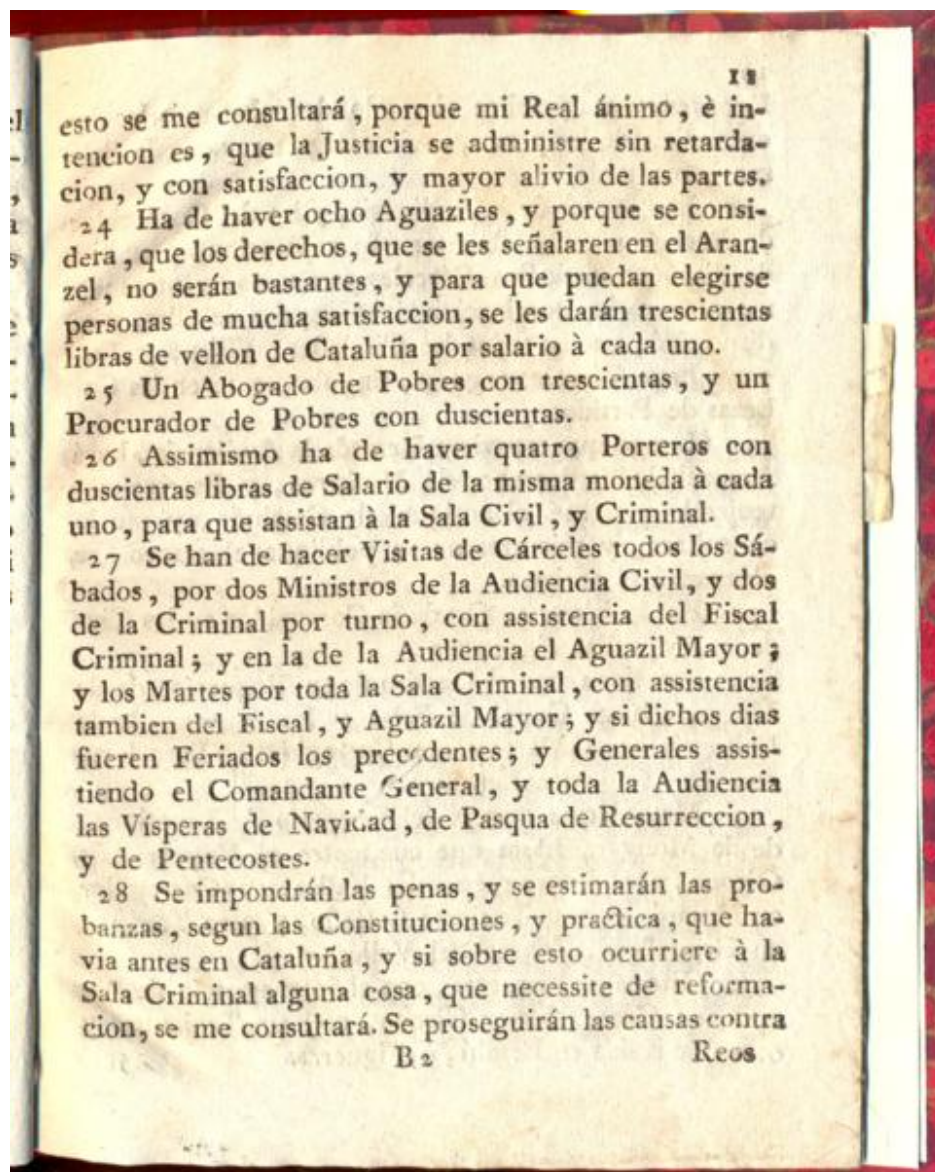 11
esto se me consultará, porque mi Real ánimo, è in-
tencion es, que la Justicia se administre sin retarda-
cion, y con satisfaccion, y mayor alivio de las partes.
24 Ha de haver ocho Aguaziles, y porque se consi-
dera, que los derechos, que se les señalaren en el Aran-
zel, no serán bastantes, y para que puedan elegirse
personas de mucha satisfaccion, se les darán trescientas
libras de vellon de Cataluña por salario à cada uno.
25 Un Abogado de Pobres con trescientas, y un
Procurador de Pobres con duscientas.
26 Assimismo ha de haver quatro Porteros con
duscientas libras de Salario de la misma moneda à cada
uno, para que assistan à la Sala Civil, y Criminal.
27 Se han de hacer Visitas de Cárceles todos los Sá-
bados, por dos Ministros de la Audiencia Civil, y dos
de la Criminal por turno, con assistencia del Fiscal
Criminal; y en la de la Audiencia el Aguazil Mayor;
y los Martes por toda la Sala Criminal, con assistencia
tambien del Fiscal, y Aguazil Mayor; y si dichos dias
fueren Feriados los precedentes; y Generales assis-
tiendo el Comandante General, y toda la Audiencia
las Vísperas de Navidad, de Pasqua de Resurreccion,
y de Pentecostes.
28 Se impondrán las penas, y se estimarán las pro-
banzas, segun las Constituciones, y practica, que ha-
via antes en Cataluña, y si sobre esto ocurriere à la
Sala Criminal alguna cosa, que necessite de reforma-
cion, se me consultará. Se proseguirán las causas contra
B 2 Reos